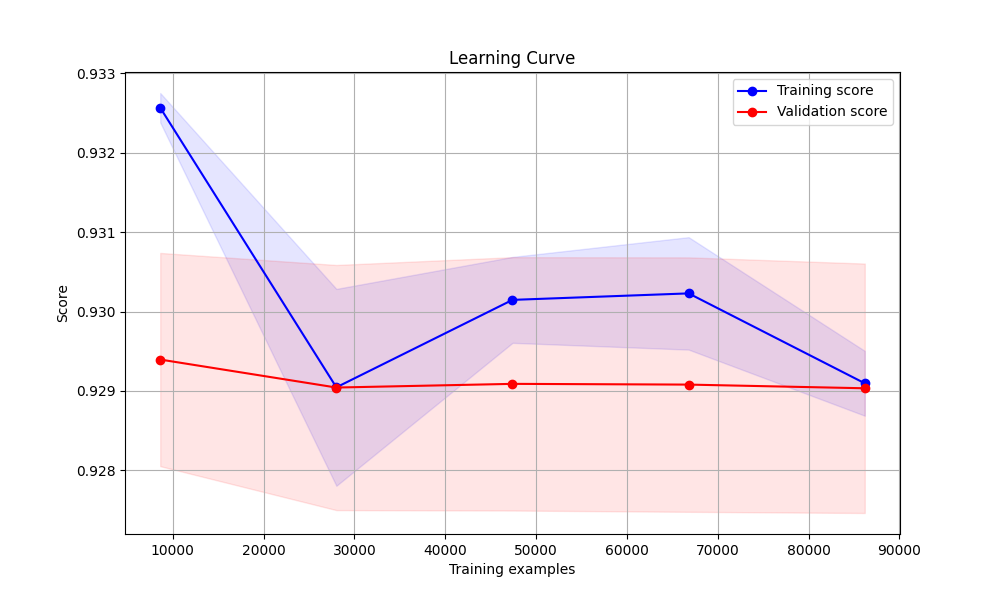 Learning Curve
Training score
Validation score
Score
0.933
0.932
0.931
0.930
0.929
0.928
10000 20000 30000 40000 50000 60000 70000 80000 90000
Training examples